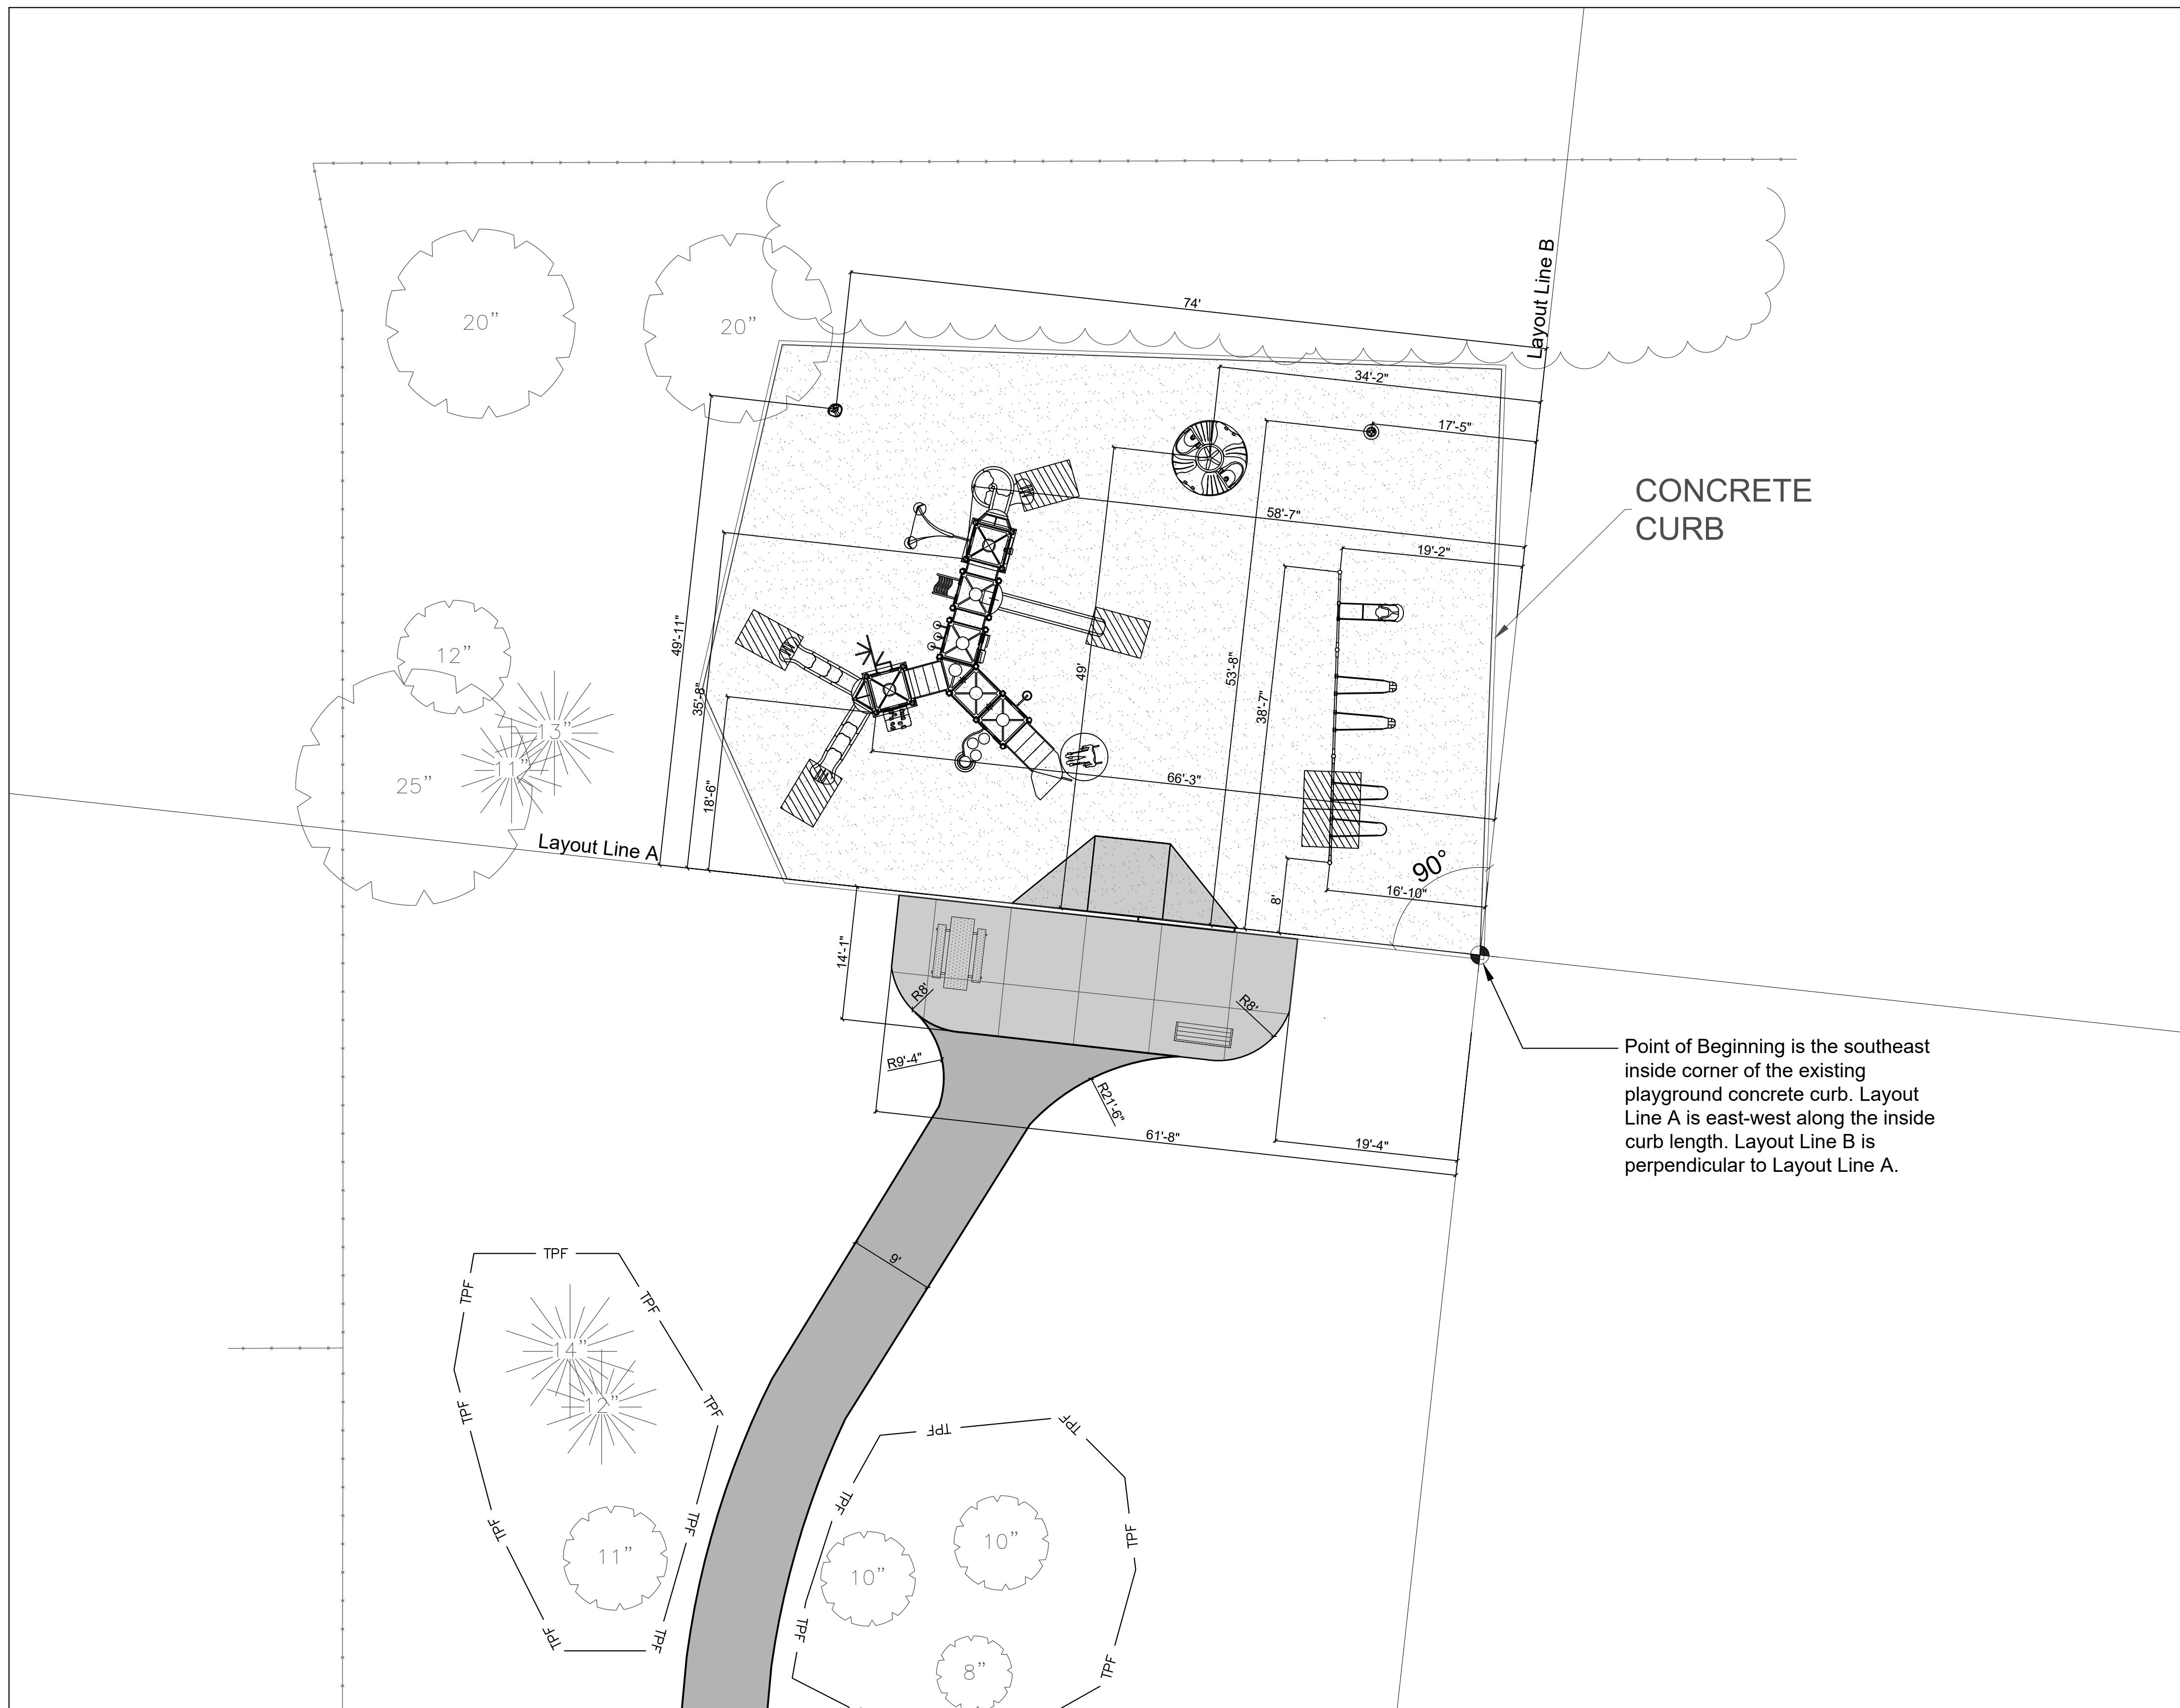 Layout Line B
74'
20”
20”
34'-2"
17'-5"
CONCRETE
CURB
58'-7"
19'-2"
49'-11"
12”
49'
53'-8"
38'-7"
35'-8"
13”
11”
25”
66'-3"
18'-6"
Layout Line A
90°
16'-10"
8'
14'-1"
R8'
R8'
R9'-4"
R21'-6"
61'-8"
19'-4"
Point of Beginning is the southeast
inside corner of the existing
playground concrete curb. Layout
Line A is east-west along the inside
curb length. Layout Line B is
perpendicular to Layout Line A.
9'
TPF
TPF
TPF
14”
12”
TPF
TPF
TPF
TPF
TPF
TPF
TPF
TPF
TPF
10”
11”
10”
TPF
TPF
TPF
8”
TPF